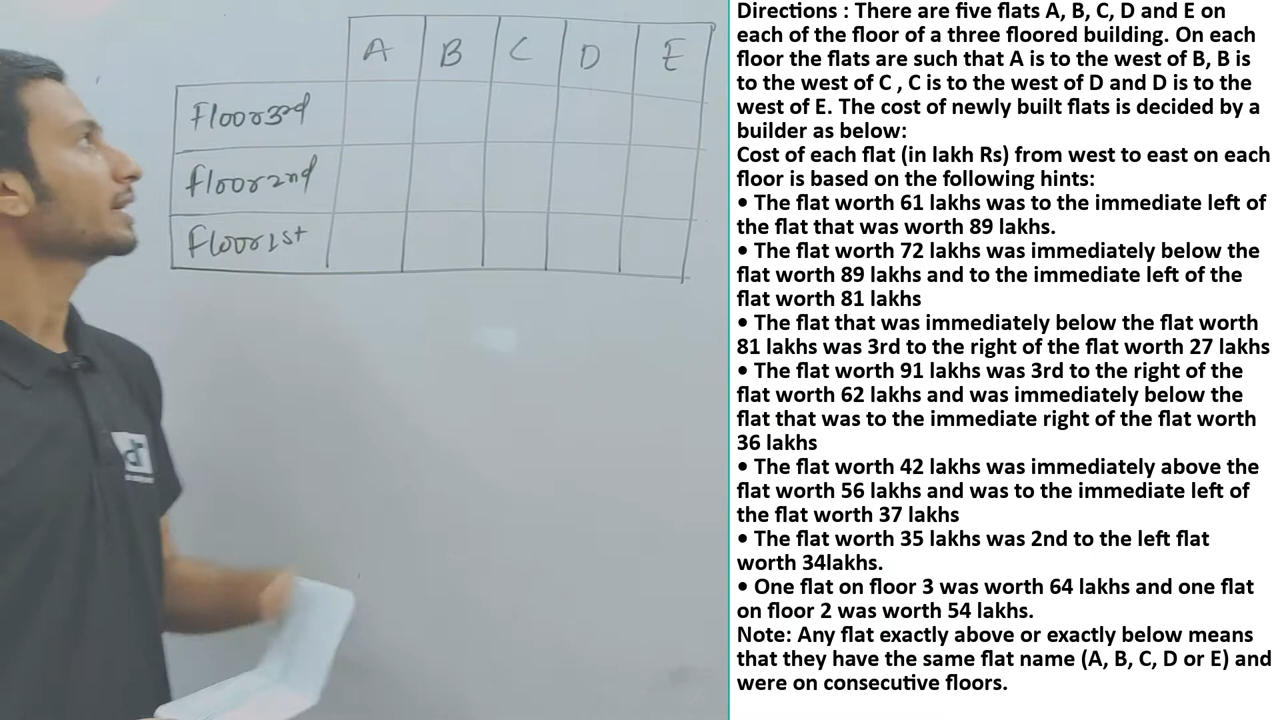 A B C D E
Floor 3rd
floor 2nd
floor 1st
dr
Directions : There are five flats A, B, C, D and E on
each of the floor of a three floored building. On each
floor the flats are such that A is to the west of B, B is
to the west of C , C is to the west of D and D is to the
west of E. The cost of newly built flats is decided by a
builder as below:
Cost of each flat (in lakh Rs) from west to east on each
floor is based on the following hints:
• The flat worth 61 lakhs was to the immediate left of
the flat that was worth 89 lakhs.
• The flat worth 72 lakhs was immediately below the
flat worth 89 lakhs and to the immediate left of the
flat worth 81 lakhs
• The flat that was immediately below the flat worth
81 lakhs was 3rd to the right of the flat worth 27 lakhs
• The flat worth 91 lakhs was 3rd to the right of the
flat worth 62 lakhs and was immediately below the
flat that was to the immediate right of the flat worth
36 lakhs
• The flat worth 42 lakhs was immediately above the
flat worth 56 lakhs and was to the immediate left of
the flat worth 37 lakhs
• The flat worth 35 lakhs was 2nd to the left flat
worth 34lakhs.
• One flat on floor 3 was worth 64 lakhs and one flat
on floor 2 was worth 54 lakhs.
Note: Any flat exactly above or exactly below means
that they have the same flat name (A, B, C, D or E) and
were on consecutive floors.